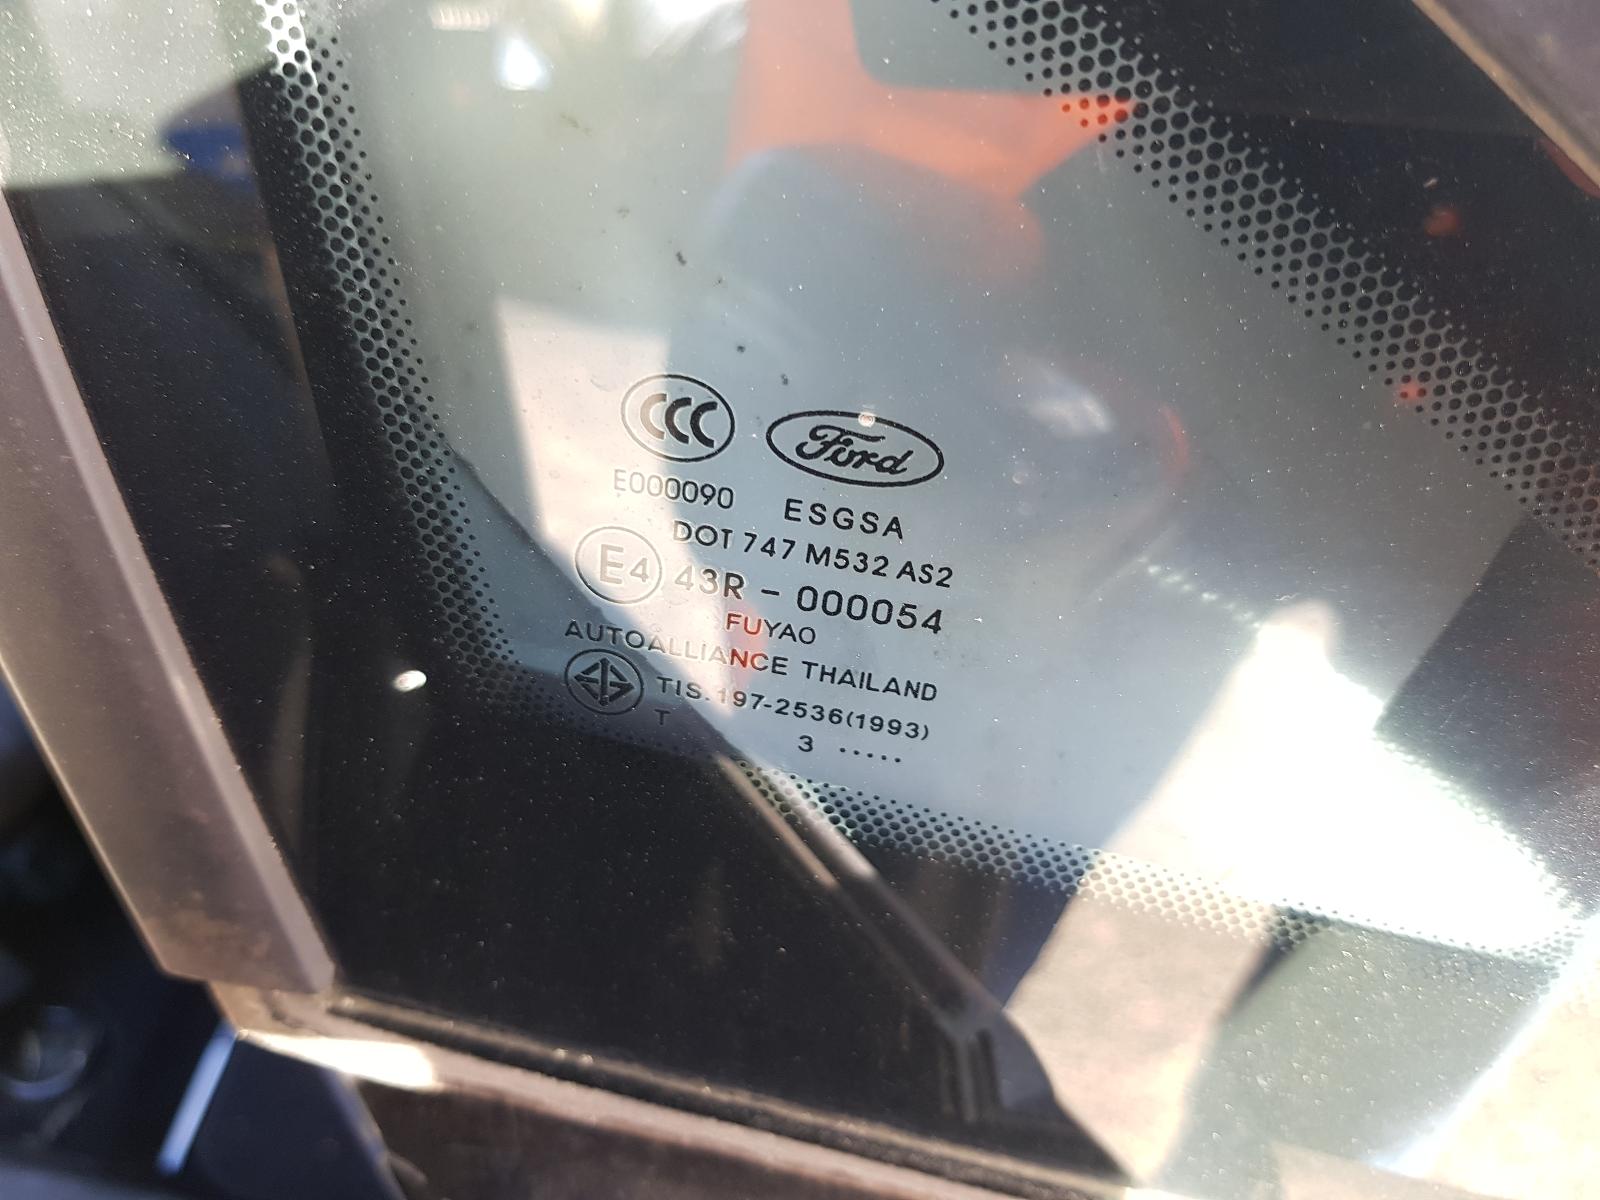 CCC Ford
E000090 ESGSA
DOT 747 M532 AS2
E4 43R - 000054
FUYAO
AUTOALLIANCE THAILAND
TIS.197-2536(1993)
T
3 .....